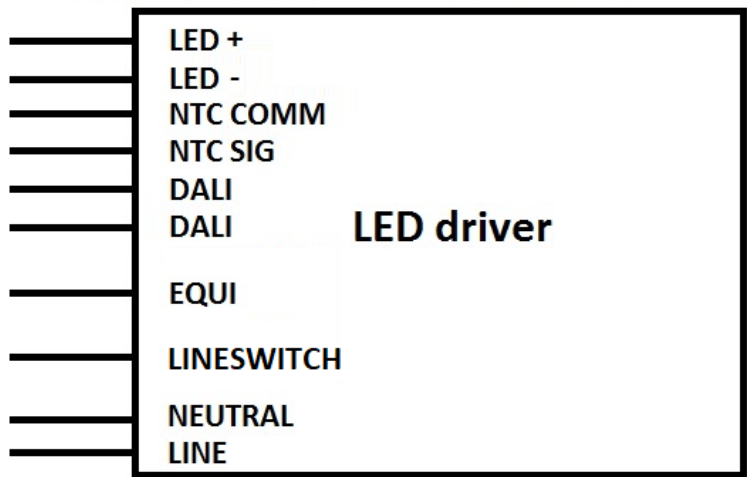 LED +
LED -
NTC COMM
NTC SIG
DALI
DALI
LED driver
EQUI
LINESWITCH
NEUTRAL
LINE